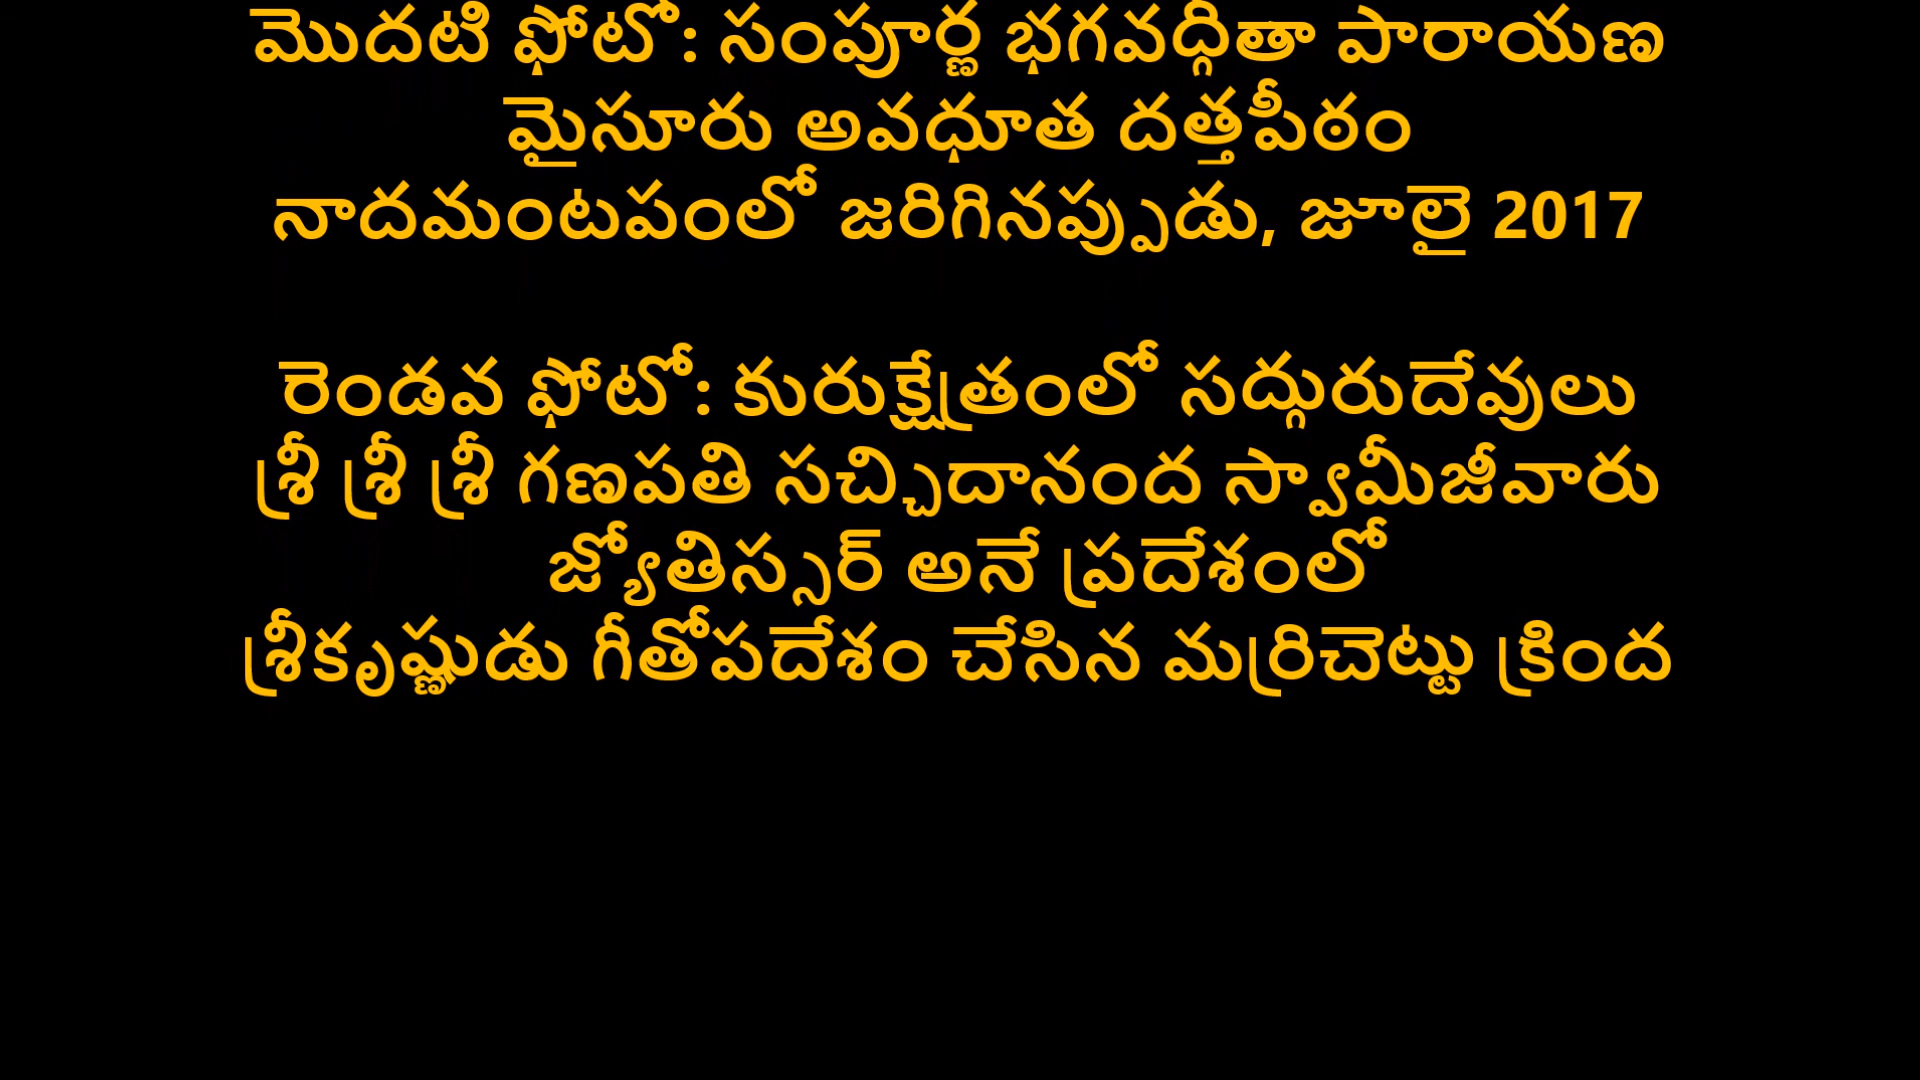 మొదటి ఫోటో: సంపూర్ణ భగవద్గితా పారాయణ
మైసూరు అవధూత దత్తపీఠం
నాదమంటపంలో జరిగినప్పుడు, జూలై 2017
రెండవ ఫోటో: కురుక్షేత్రంలో సద్గురుదేవులు
శ్రీ శ్రీ శ్రీ గణపతి సచ్చిదానంద స్వామీజీవారు
జ్యోతిస్సర్ అనే ప్రదేశంలో
శ్రీకృష్ణుడు గీతోపదేశం చేసిన మర్రిచెట్టు క్రింద